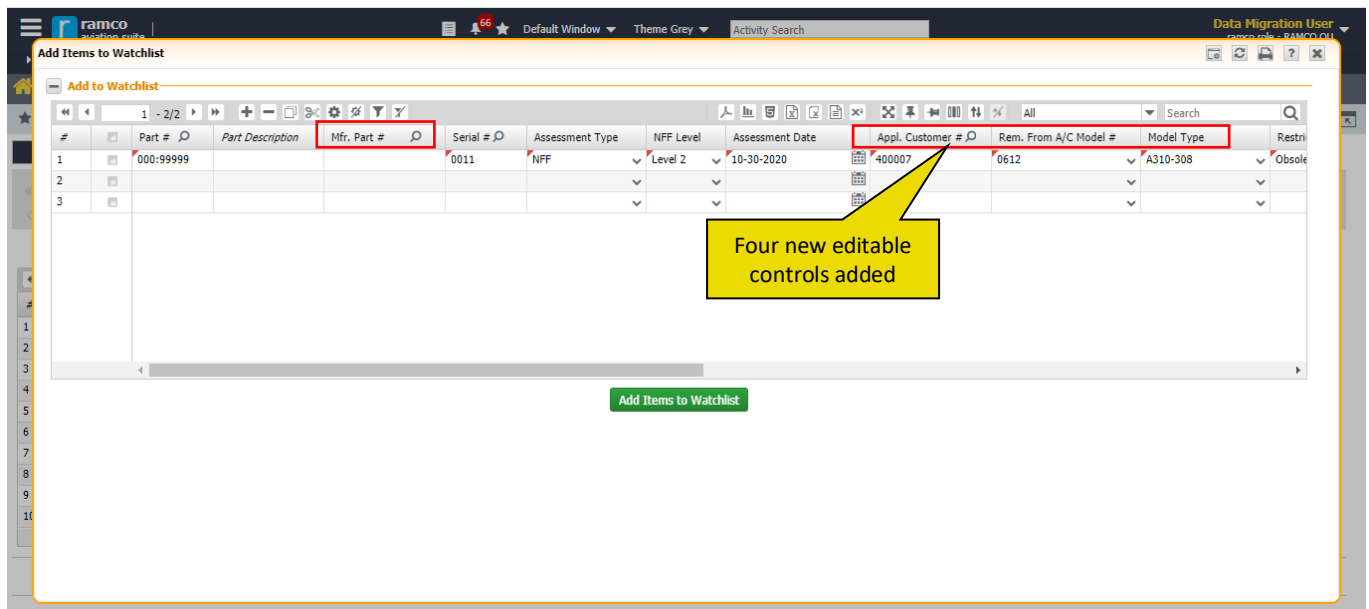 ramco
aviation suite
66
Default Window
Theme Grey
Activity Search
Data Migration User
ramco role - RAMCO OU
Add Items to Watchlist
?
Add to Watchlist
1 - 2/2
All
Search
# Part # Part Description Mfr. Part # Serial # Assessment Type NFF Level Assessment Date Appl. Customer # Rem. From A/C Model # Model Type Restri
1 000:99999 0011 NFF Level 2 10-30-2020 400007 0612 A310-308 Obsole
2
3
Four new editable
controls added
Add Items to Watchlist
#
1
2
3
4
5
6
7
8
9
10